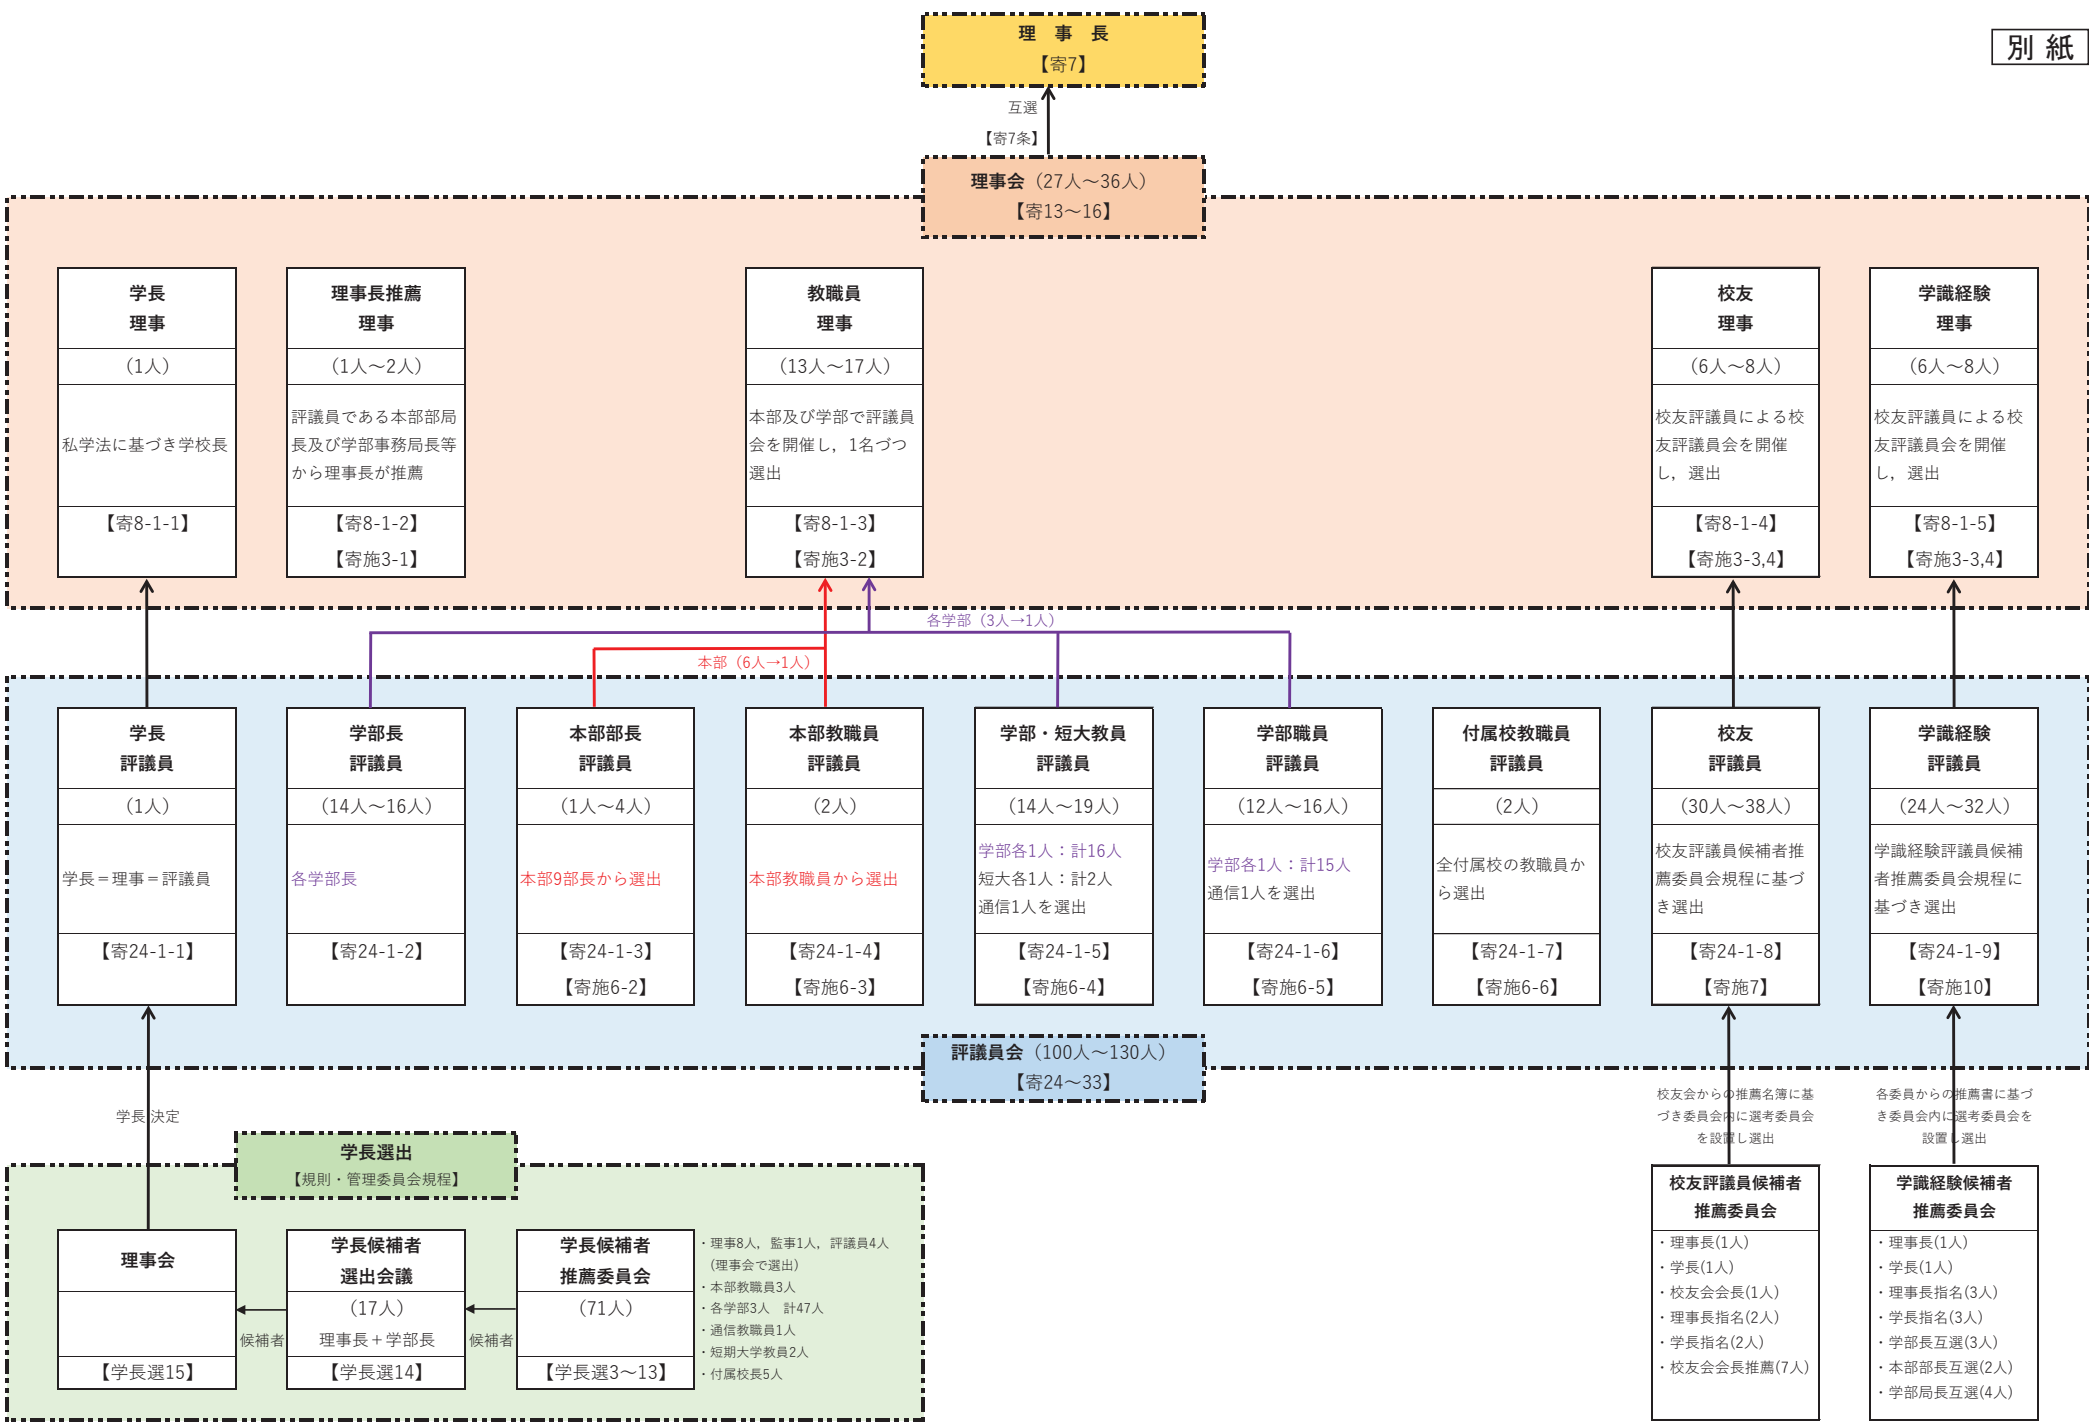 別 紙
理　事　長
【寄7】
互選
【寄7条】
理事会（27人～36人）
【寄13～16】
学長
理事
（1人）
私学法に基づき学校長
【寄8-1-1】
理事長推薦
理事
（1人～2人）
評議員である本部部局
長及び学部事務局長等
から理事長が推薦
【寄8-1-2】
【寄施3-1】
教職員
理事
（13人～17人）
本部及び学部で評議員
会を開催し，1名づつ
選出
【寄8-1-3】
【寄施3-2】
校友
理事
（6人～8人）
校友評議員による校
友評議員会を開催
し，選出
【寄8-1-4】
【寄施3-3,4】
学識経験
理事
（6人～8人）
校友評議員による校
友評議員会を開催
し，選出
【寄8-1-5】
【寄施3-3,4】
各学部（3人→1人）
本部（6人→1人）
学長
評議員
（1人）
学長＝理事＝評議員
【寄24-1-1】
学部長
評議員
（14人～16人）
各学部長
【寄24-1-2】
本部部長
評議員
（1人～4人）
本部9部長から選出
【寄24-1-3】
【寄施6-2】
本部教職員
評議員
（2人）
本部教職員から選出
【寄24-1-4】
【寄施6-3】
学部・短大教員
評議員
（14人～19人）
学部各1人：計16人
短大各1人：計2人
通信1人を選出
【寄24-1-5】
【寄施6-4】
学部職員
評議員
（12人～16人）
学部各1人：計15人
通信1人を選出
【寄24-1-6】
【寄施6-5】
付属校教職員
評議員
（2人）
全付属校の教職員か
ら選出
【寄24-1-7】
【寄施6-6】
校友
評議員
（30人～38人）
校友評議員候補者推
薦委員会規程に基づ
き選出
【寄24-1-8】
【寄施7】
学識経験
評議員
（24人～32人）
学識経験評議員候補
者推薦委員会規程に
基づき選出
【寄24-1-9】
【寄施10】
評議員会（100人～130人）
【寄24～33】
学長 決定
校友会からの推薦名簿に基
づき委員会内に選考委員会
を設置し選出
各委員からの推薦書に基づ
き委員会内に選考委員会を
設置し選出
学長選出
【規則・管理委員会規程】
理事会
【学長選15】
候補者
学長候補者
選出会議
（17人）
理事長＋学部長
【学長選14】
候補者
学長候補者
推薦委員会
（71人）
【学長選3～13】
・理事8人，監事1人，評議員4人
（理事会で選出）
・本部教職員3人
・各学部3人　計47人
・通信教職員1人
・短期大学教員2人
・付属校長5人
校友評議員候補者
推薦委員会
・理事長(1人)
・学長(1人)
・校友会会長(1人)
・理事長指名(2人)
・学長指名(2人)
・校友会会長推薦(7人)
学識経験候補者
推薦委員会
・理事長(1人)
・学長(1人)
・理事長指名(3人)
・学長指名(3人)
・学部長互選(3人)
・本部部長互選(2人)
・学部局長互選(4人)